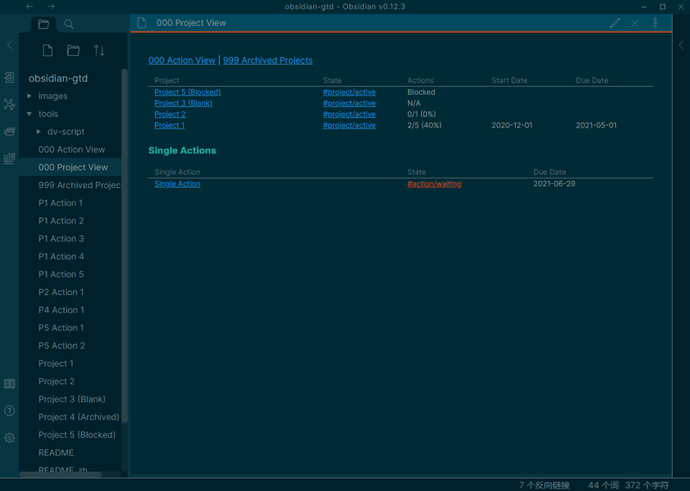 obsidian-gtd - Obsidian v0.12.3
000 Project View
obsidian-gtd
images
tools
dv-script
000 Action View
000 Project View
999 Archived Projec
P1 Action 1
P1 Action 2
P1 Action 3
P1 Action 4
P1 Action 5
P2 Action 1
P4 Action 1
P5 Action 1
P5 Action 2
Project 1
Project 2
Project 3 (Blank)
Project 4 (Archived)
Project 5 (Blocked)
README
README_zh
000 Action View | 999 Archived Projects
Project State Actions Start Date Due Date
Project 5 (Blocked) #project/active Blocked
Project 3 (Blank) #project/active N/A
Project 2 #project/active 0/1 (0%)
Project 1 #project/active 2/5 (40%) 2020-12-01 2021-05-01
Single Actions
Single Action State Due Date
Single Action #action/waiting 2021-06-29
7 个反向链接 44 个词 372 个字符